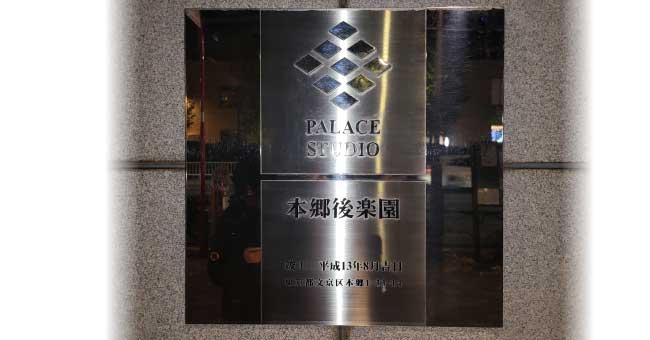 PALACE
STUDIO
本郷後楽園
平成13年8月吉日
都文京区本郷1